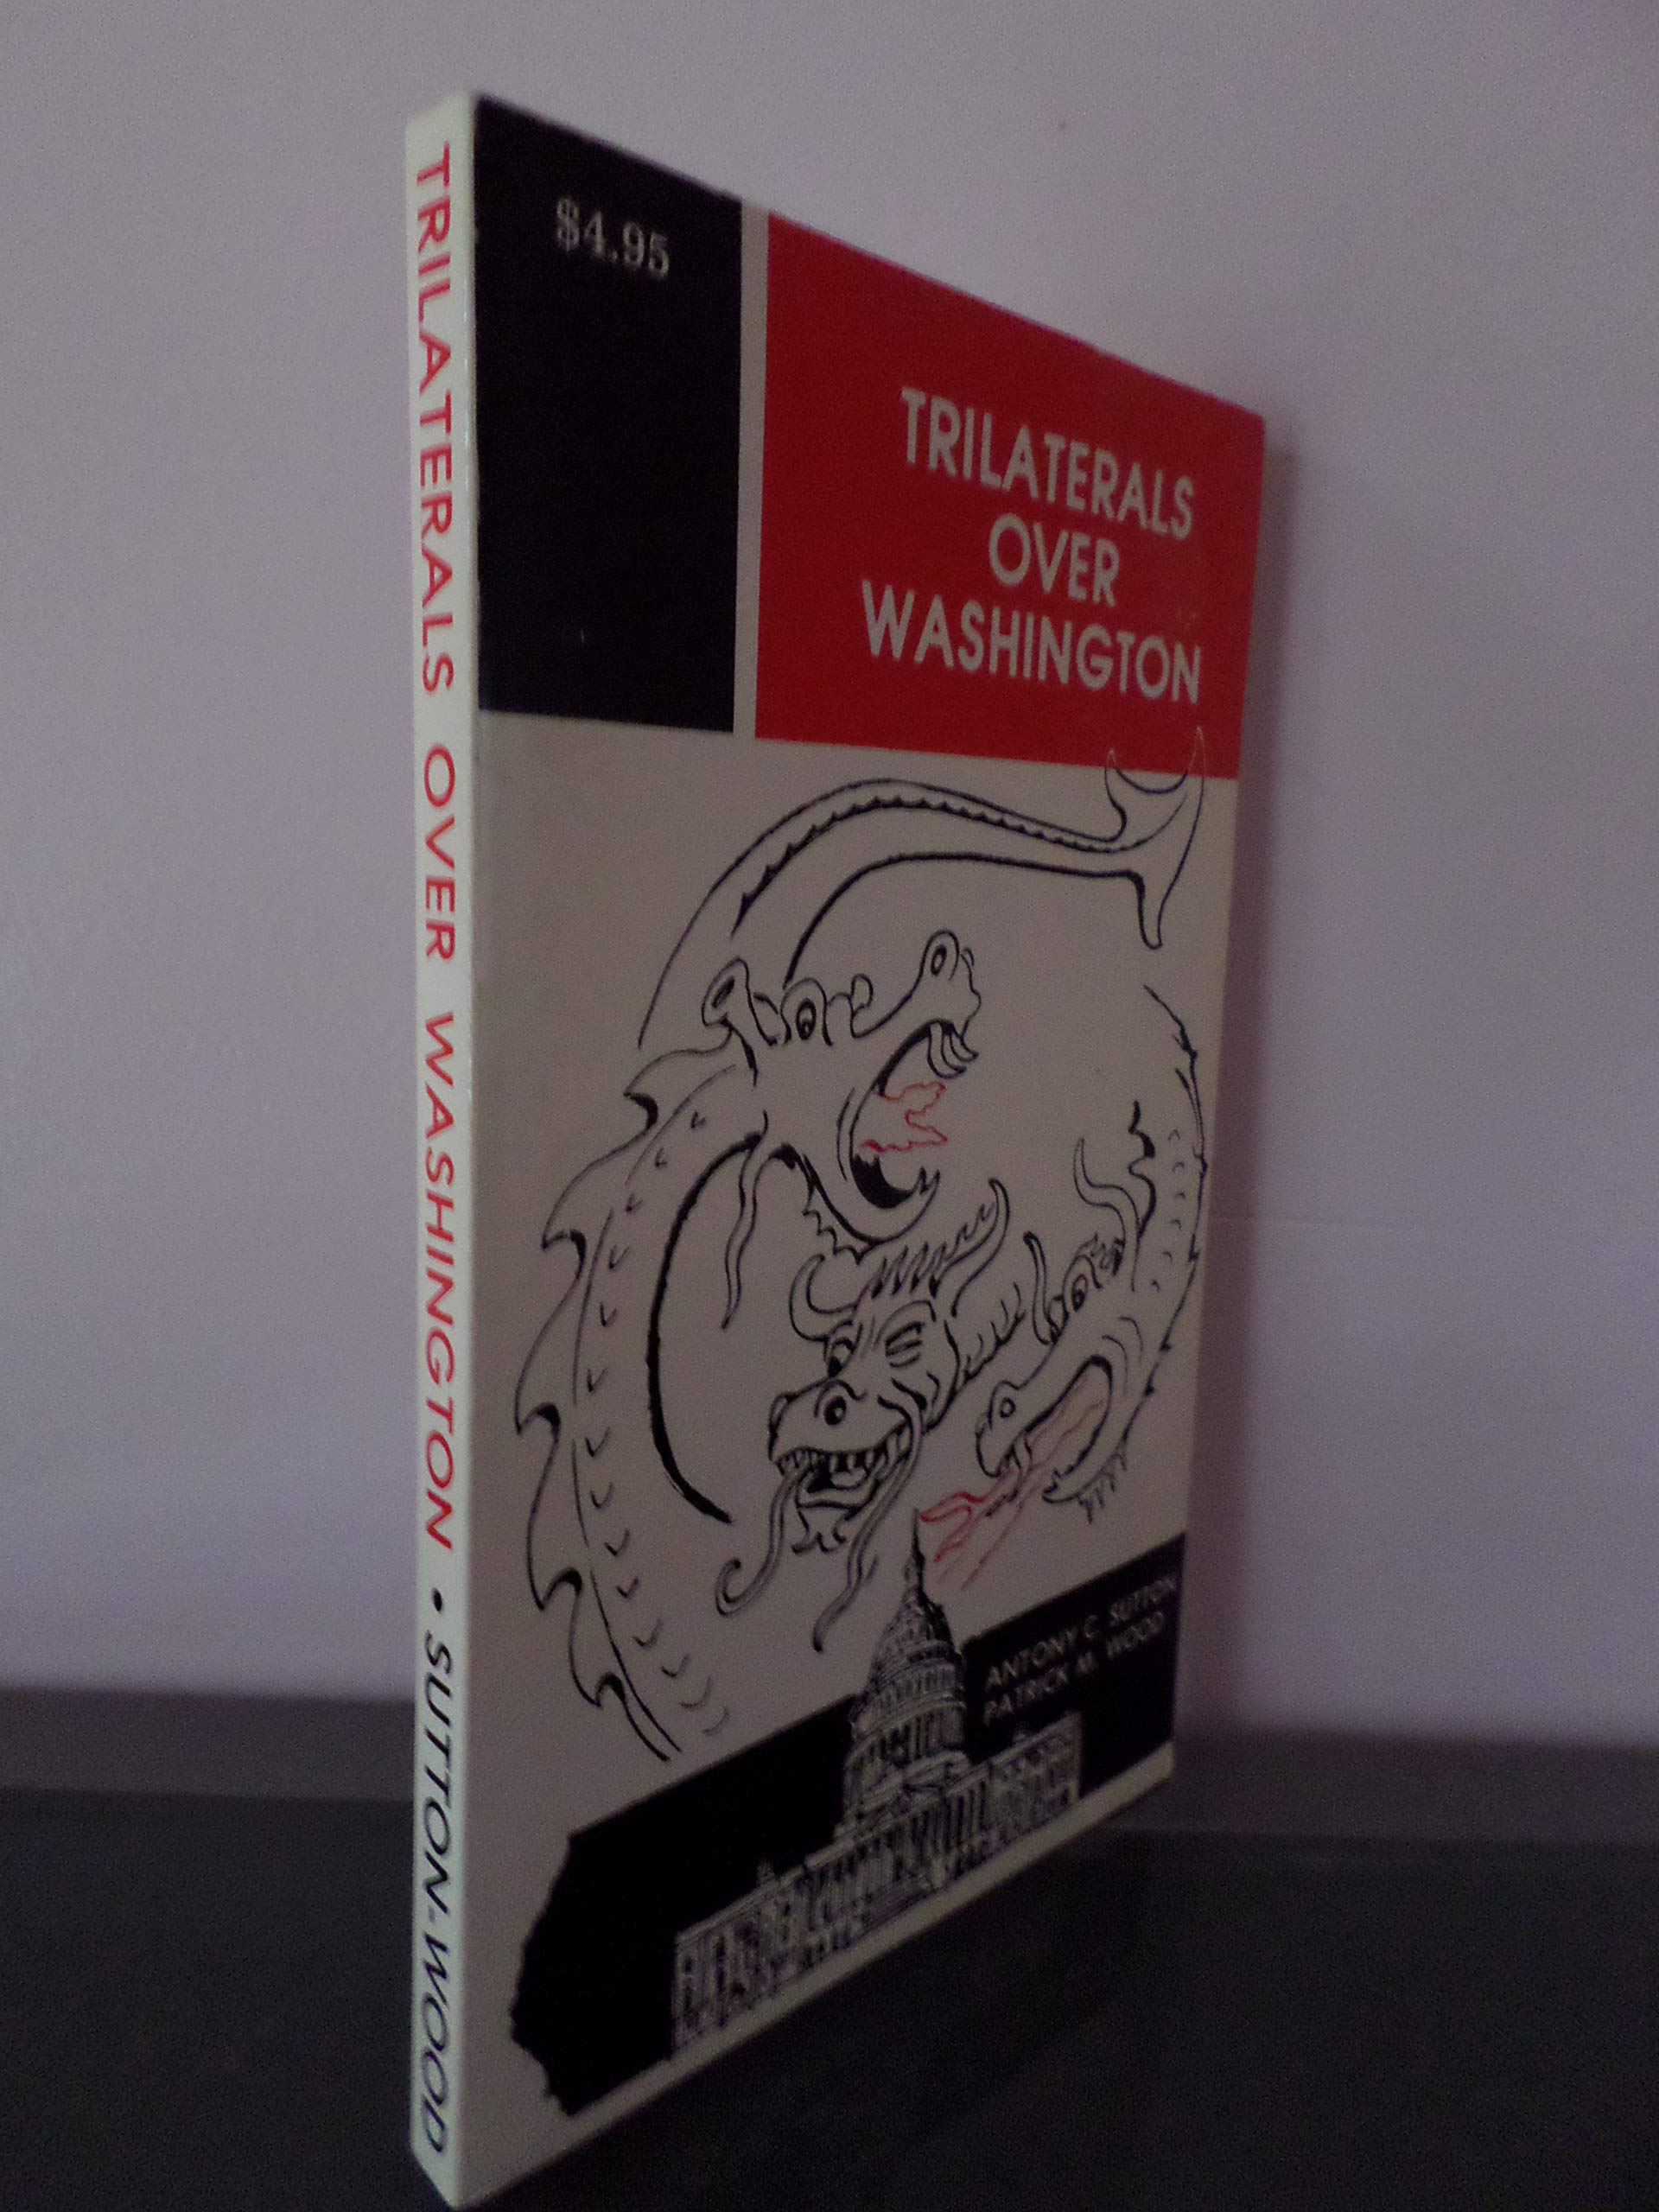 TRILATERALS OVER WASHINGTON • SUTTON-WOOD
$4.95
TRILATERALS
OVER
WASHINGTON
ANTONY C. SUTTON
PATRICK M. WOOD